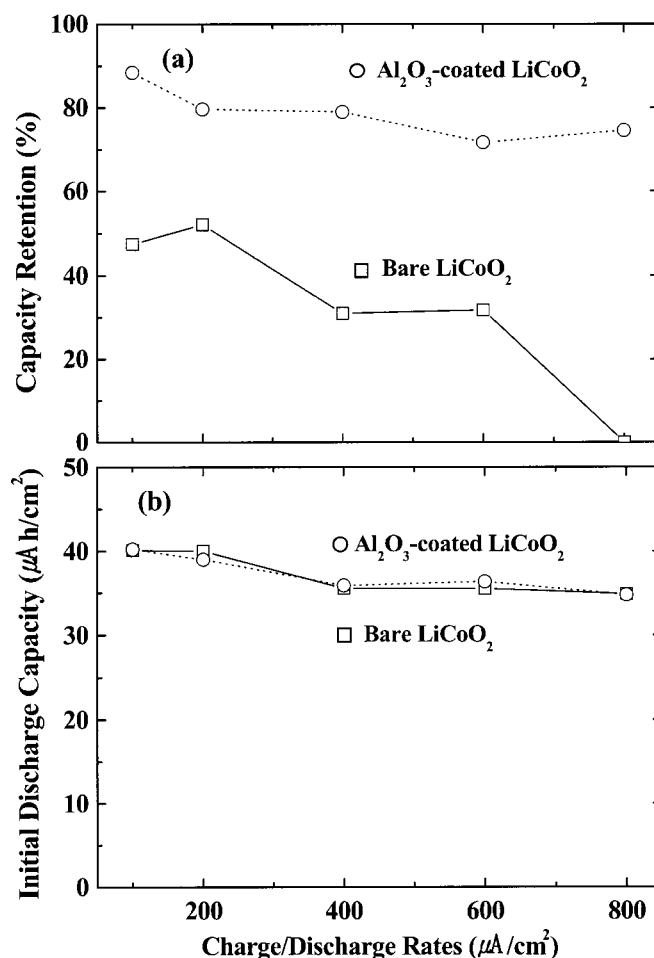 100
(a)
Al₂O₃-coated LiCoO₂
80
60
Bare LiCoO₂
40
20
0
Capacity Retention (%)
50
(b)
Al₂O₃-coated LiCoO₂
40
Bare LiCoO₂
30
20
10
0
Initial Discharge Capacity (μAh/cm²)
200 400 600 800
Charge/Discharge Rates (μA/cm²)